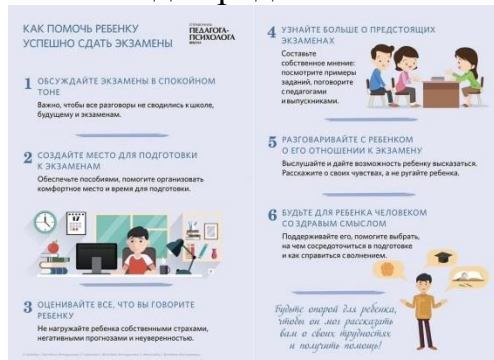 КАК ПОМОЧЬ РЕБЕНКУ
УСПЕШНО СДАТЬ ЭКЗАМЕНЫ
ПЕДАГОГА-
ПСИХОЛОГА
1 ОБСУЖДАЙТЕ ЭКЗАМЕНЫ В СПОКОЙНОМ
ТОНЕ
Важно, чтобы все разговоры не сводились к школе,
будущему и экзаменам.
2 СОЗДАЙТЕ МЕСТО ДЛЯ ПОДГОТОВКИ
К ЭКЗАМЕНАМ
Обеспечьте пособиями, помогите организовать
комфортное место и время для подготовки.
17
3 ОЦЕНИВАЙТЕ ВСЕ, ЧТО ВЫ ГОВОРИТЕ
РЕБЕНКУ
Не нагружайте ребенка собственными страхами,
негативными прогнозами и неуверенностью.
4 УЗНАЙТЕ БОЛЬШЕ О ПРЕДСТОЯЩИХ
ЭКЗАМЕНАХ
Составьте
собственное мнение:
посмотрите примеры
заданий, поговорите
с педагогами
и выпускниками.
5 РАЗГОВАРИВАЙТЕ С РЕБЕНКОМ
О ЕГО ОТНОШЕНИИ К ЭКЗАМЕНУ
Выслушайте и дайте возможность ребенку высказаться.
Расскажите о своих чувствах, а не ругайте ребенка.
6 БУДЬТЕ ДЛЯ РЕБЕНКА ЧЕЛОВЕКОМ
СО ЗДРАВЫМ СМЫСЛОМ
Поддерживайте его, помогите выбрать,
на чем сосредоточиться в подготовке
и как справиться с волнением.
Будьте опорой для ребенка,
чтобы он мог рассказать
вам о своих трудностях
и получить помощь!